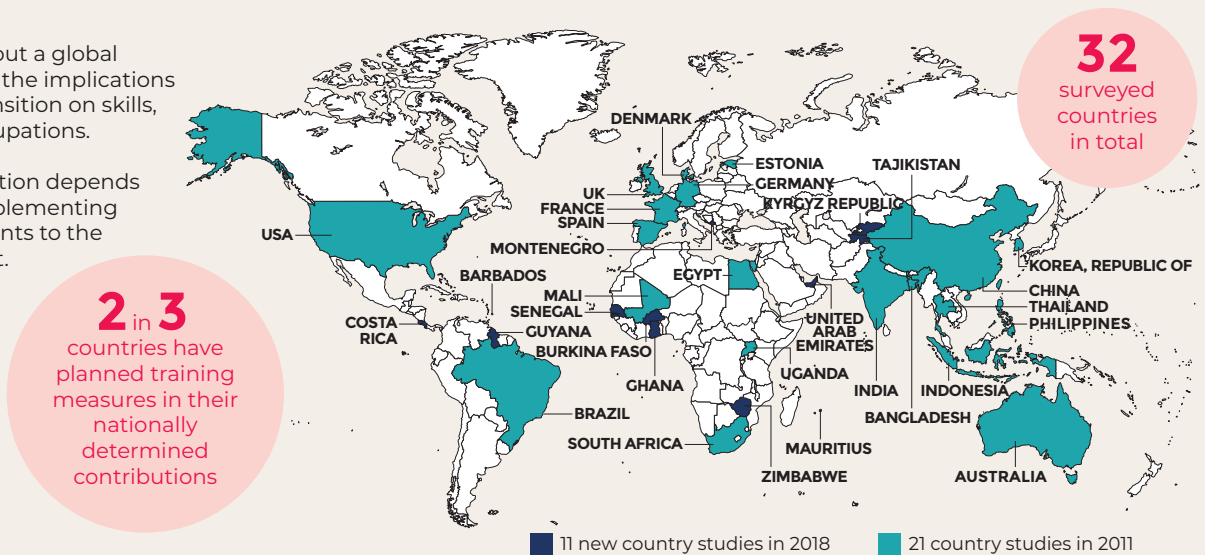 out a global
the implications
nsition on skills,
upations.
tion depends
plementing
nts to the
t.
2 in 3
countries have
planned training
measures in their
nationally
determined
contributions
32
surveyed
countries
in total
DENMARK
ESTONIA
GERMANY
TAJIKISTAN
KYRGYZ REPUBLIC
UK
FRANCE
SPAIN
MONTENEGRO
USA
BARBADOS
EGYPT
MALI
SENEGAL
COSTA
RICA
GUYANA
BURKINA FASO
GHANA
UNITED
ARAB
EMIRATES
UGANDA
KOREA, REPUBLIC OF
CHINA
THAILAND
PHILIPPINES
INDIA
INDONESIA
BANGLADESH
BRAZIL
SOUTH AFRICA
MAURITIUS
ZIMBABWE
AUSTRALIA
11 new country studies in 2018
21 country studies in 2011